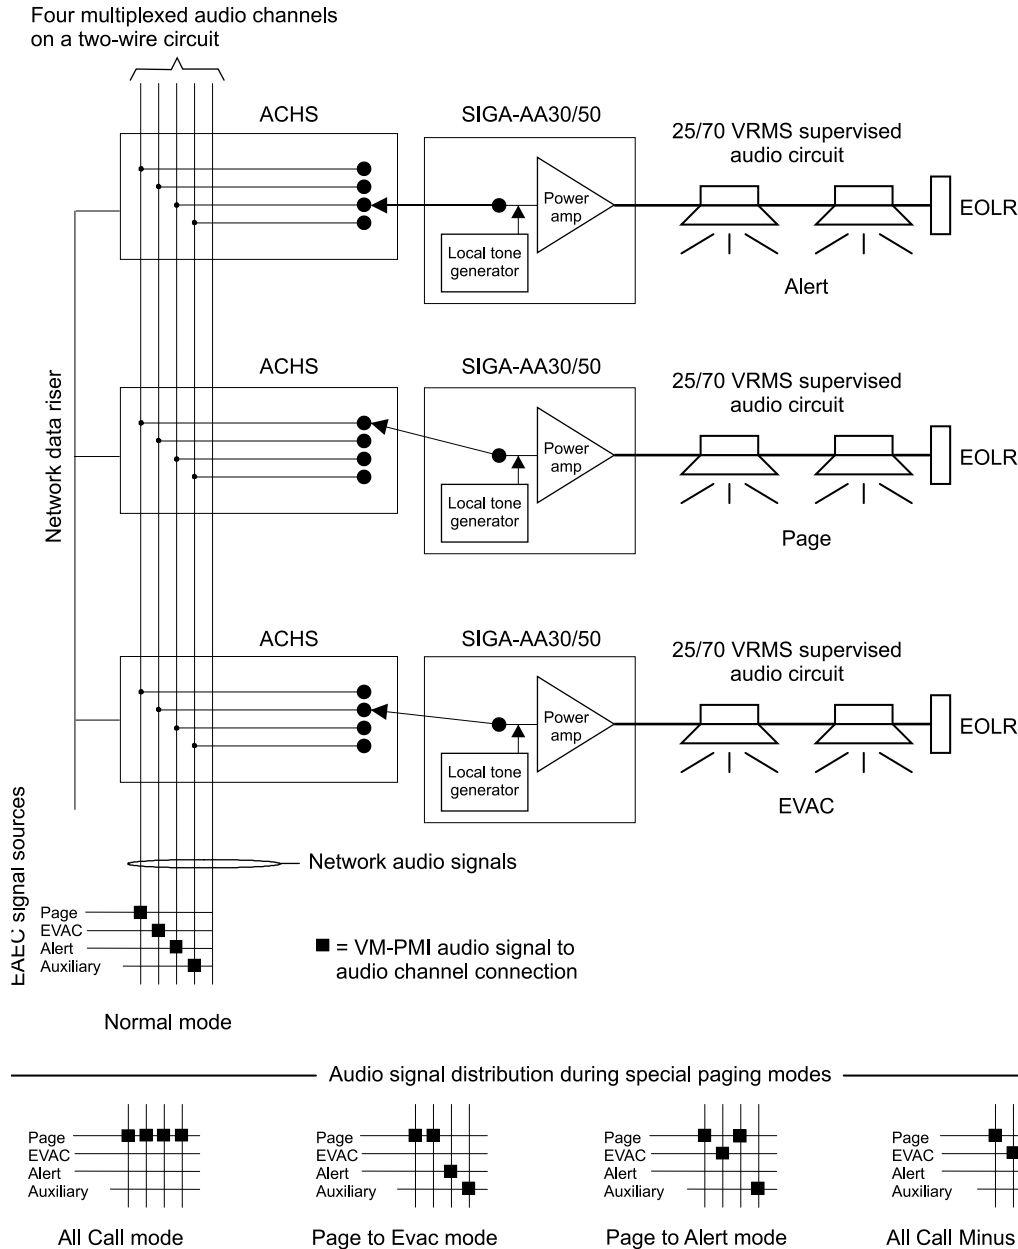 Four multiplexed audio channels
on a two-wire circuit
ACHS
SIGA-AA30/50
25/70 VRMS supervised
audio circuit
Power
amp
Local tone
generator
EOLR
Alert
Network data riser
ACHS
SIGA-AA30/50
25/70 VRMS supervised
audio circuit
Power
amp
Local tone
generator
EOLR
Page
ACHS
SIGA-AA30/50
25/70 VRMS supervised
audio circuit
Power
amp
Local tone
generator
EOLR
EVAC
EAEC signal sources
Network audio signals
Page
EVAC
Alert
Auxiliary
= VM-PMI audio signal to
audio channel connection
Normal mode
Audio signal distribution during special paging modes
Page
EVAC
Alert
Auxiliary
All Call mode
Page
EVAC
Alert
Auxiliary
Page to Evac mode
Page
EVAC
Alert
Auxiliary
Page to Alert mode
Page
EVAC
Alert
Auxiliary
All Call Minus